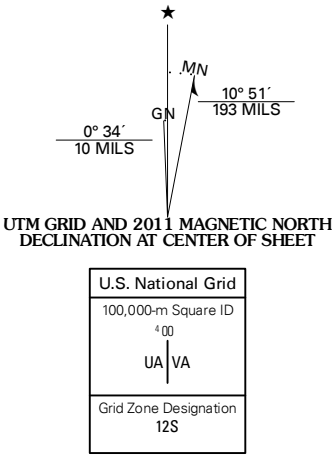 ★
MN
10° 51´
193 MILS
GN
0° 34´
10 MILS
UTM GRID AND 2011 MAGNETIC NORTH
DECLINATION AT CENTER OF SHEET
U.S. National Grid
100,000-m Square ID
⁴00
UA VA
Grid Zone Designation
12S